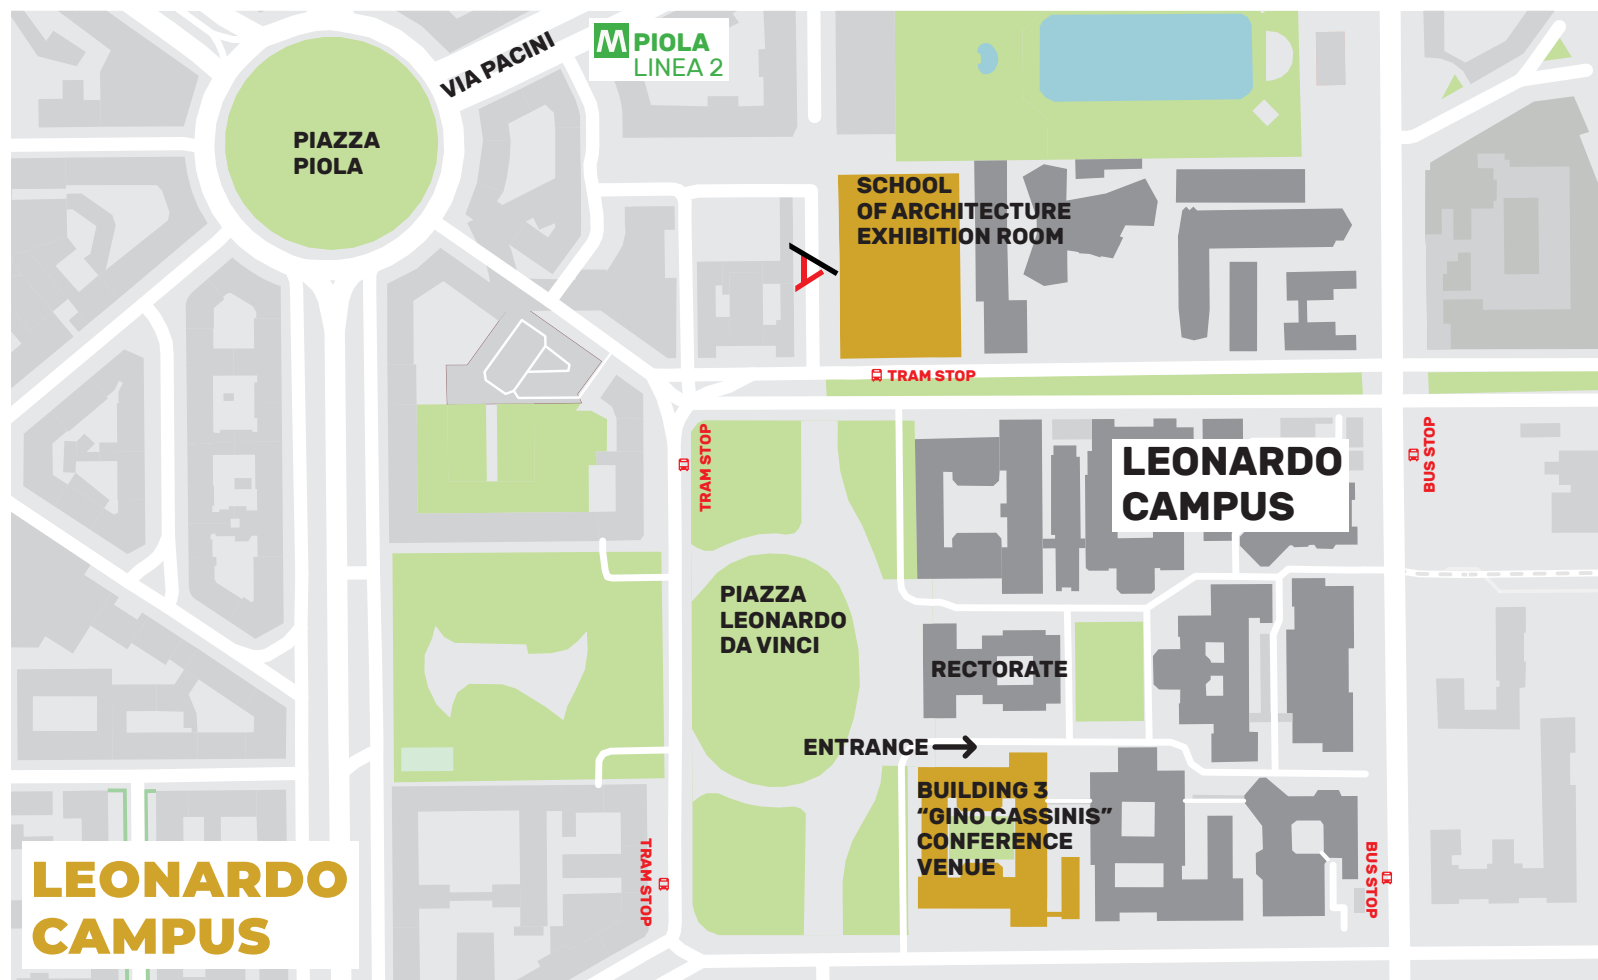 VIA PACINI
M PIOLA
LINEA 2
PIAZZA
PIOLA
SCHOOL
OF ARCHITECTURE
EXHIBITION ROOM
TRAM STOP
TRAM STOP
BUS STOP
LEONARDO
CAMPUS
PIAZZA
LEONARDO
DA VINCI
RECTORATE
ENTRANCE
BUILDING 3
“GINO CASSINIS”
CONFERENCE
VENUE
TRAM STOP
BUS STOP
LEONARDO
CAMPUS